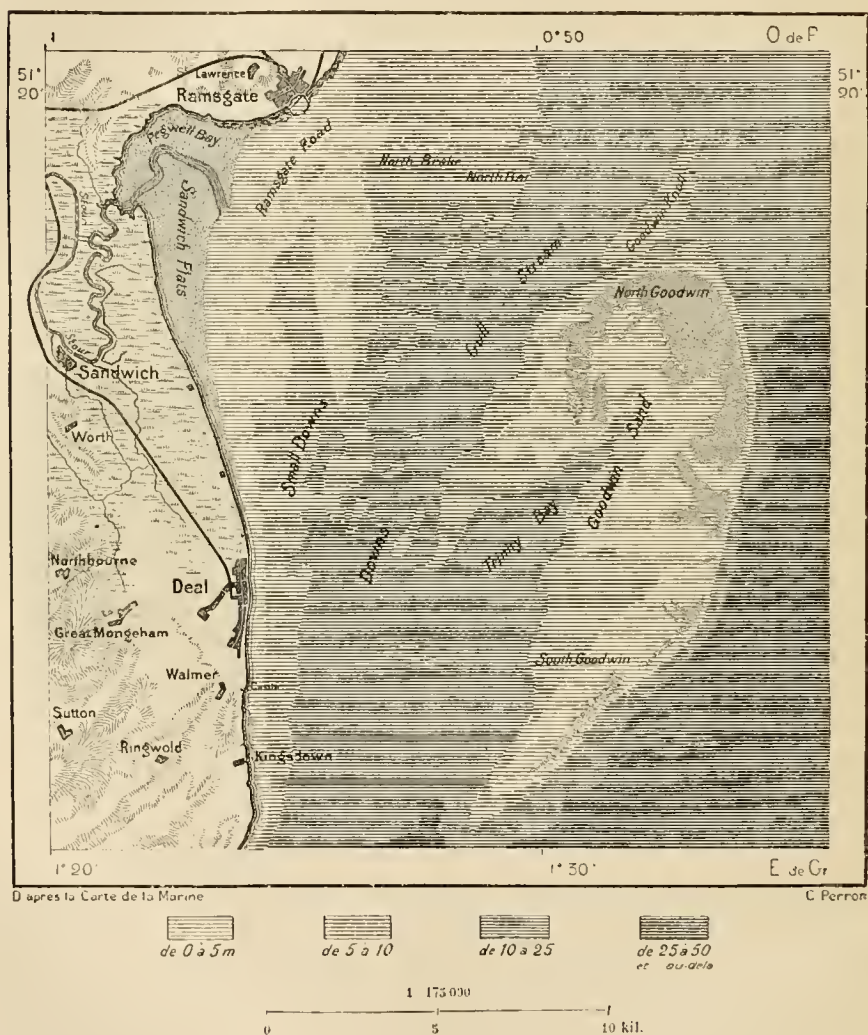 1
0°50
O de P
51°
20'
51°
20'
Lawrence
Ramsgate
Pegwell Bay
Ramsgate Road
North Brake
North Bar
Goodwin Knoll
Sandwich Flats
Stour
Gull Stream
North Goodwin
Stour
Sandwich
Worth
Small Downs
Goodwin Sand
Downs
Trinity Bay
Northbourne
Deal
Great Mongeham
South Goodwin
Walmer
Sutton
Ringwold
Kingsdown
1° 20'
1° 30'
E de Gr
D'après la Carte de la Marine
C Perron
de 0 à 5m
de 5 à 10
de 10 à 25
de 25 à 50
et au-delà
1 175 000
0
5
10 kil.